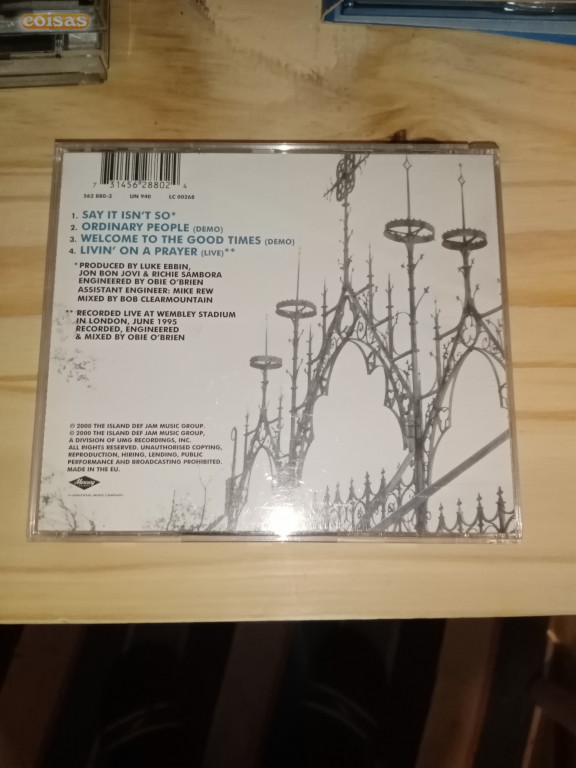 coisas
7 31456 28802 4
562 880-2 UN 940 LC 00268
1. SAY IT ISN'T SO*
2. ORDINARY PEOPLE (DEMO)
3. WELCOME TO THE GOOD TIMES (DEMO)
4. LIVIN' ON A PRAYER (LIVE)**
* PRODUCED BY LUKE EBBIN,
JON BON JOVI & RICHIE SAMBORA
ENGINEERED BY OBIE O'BRIEN
ASSISTANT ENGINEER: MIKE REW
MIXED BY BOB CLEARMOUNTAIN
** RECORDED LIVE AT WEMBLEY STADIUM
IN LONDON, JUNE 1995
RECORDED, ENGINEERED
& MIXED BY OBIE O'BRIEN
℗ 2000 THE ISLAND DEF JAM MUSIC GROUP.
© 2000 THE ISLAND DEF JAM MUSIC GROUP,
A DIVISION OF UMG RECORDINGS, INC.
ALL RIGHTS RESERVED. UNAUTHORISED COPYING,
REPRODUCTION, HIRING, LENDING, PUBLIC
PERFORMANCE AND BROADCASTING PROHIBITED.
MADE IN THE EU.
Mercury
A UNIVERSAL MUSIC COMPANY